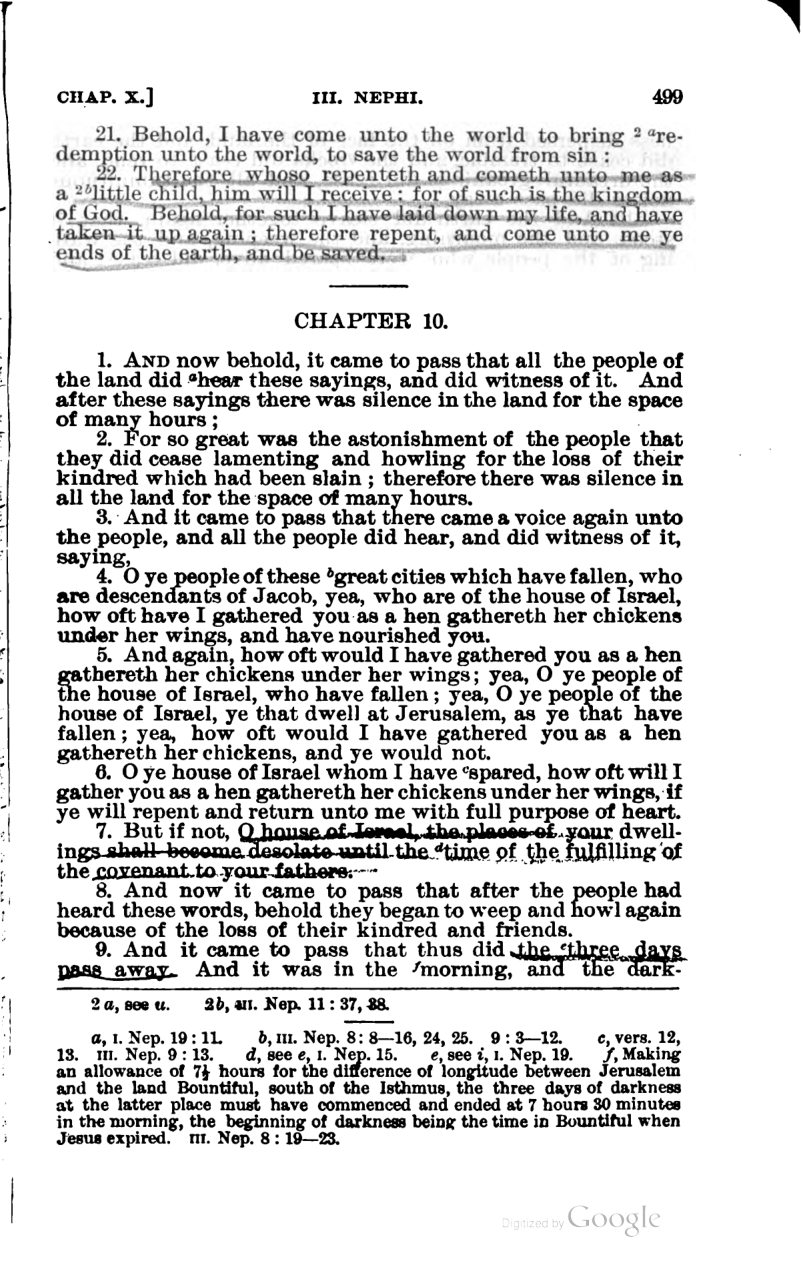 CHAP. X.] III. NEPHI. 499
21. Behold, I have come unto the world to bring 2 a re-
demption unto the world, to save the world from sin :
22. Therefore whoso repenteth and cometh unto me as
a 2b little child, him will I receive : for of such is the kingdom
of God. Behold, for such I have laid down my life, and have
taken it up again ; therefore repent, and come unto me ye
ends of the earth, and be saved.
CHAPTER 10.
1. AND now behold, it came to pass that all the people of
the land did a hear these sayings, and did witness of it. And
after these sayings there was silence in the land for the space
of many hours ;
2. For so great was the astonishment of the people that
they did cease lamenting and howling for the loss of their
kindred which had been slain ; therefore there was silence in
all the land for the space of many hours.
3. And it came to pass that there came a voice again unto
the people, and all the people did hear, and did witness of it,
saying,
4. O ye people of these b great cities which have fallen, who
are descendants of Jacob, yea, who are of the house of Israel,
how oft have I gathered you as a hen gathereth her chickens
under her wings, and have nourished you.
5. And again, how oft would I have gathered you as a hen
gathereth her chickens under her wings; yea, O ye people of
the house of Israel, who have fallen ; yea, O ye people of the
house of Israel, ye that dwell at Jerusalem, as ye that have
fallen ; yea, how oft would I have gathered you as a hen
gathereth her chickens, and ye would not.
6. O ye house of Israel whom I have c spared, how oft will I
gather you as a hen gathereth her chickens under her wings, if
ye will repent and return unto me with full purpose of heart.
7. But if not, O house of Israel, the places of your dwell-
ings shall become desolate until the d time of the fulfilling of
the covenant to your fathers.
8. And now it came to pass that after the people had
heard these words, behold they began to weep and howl again
because of the loss of their kindred and friends.
9. And it came to pass that thus did the e three days
pass away. And it was in the f morning, and the dark-
2 a, see u. 2b, III. Nep. 11 : 37, 38.
a, I. Nep. 19 : 11. b, III. Nep. 8 : 8—16, 24, 25. 9 : 3—12. c, vers. 12,
13. III. Nep. 9 : 13. d, see e, I. Nep. 15. e, see i, I. Nep. 19. f, Making
an allowance of 7½ hours for the difference of longitude between Jerusalem
and the land Bountiful, south of the Isthmus, the three days of darkness
at the latter place must have commenced and ended at 7 hours 30 minutes
in the morning, the beginning of darkness being the time in Bountiful when
Jesus expired. III. Nep. 8 : 19—23.
Digitized by Google